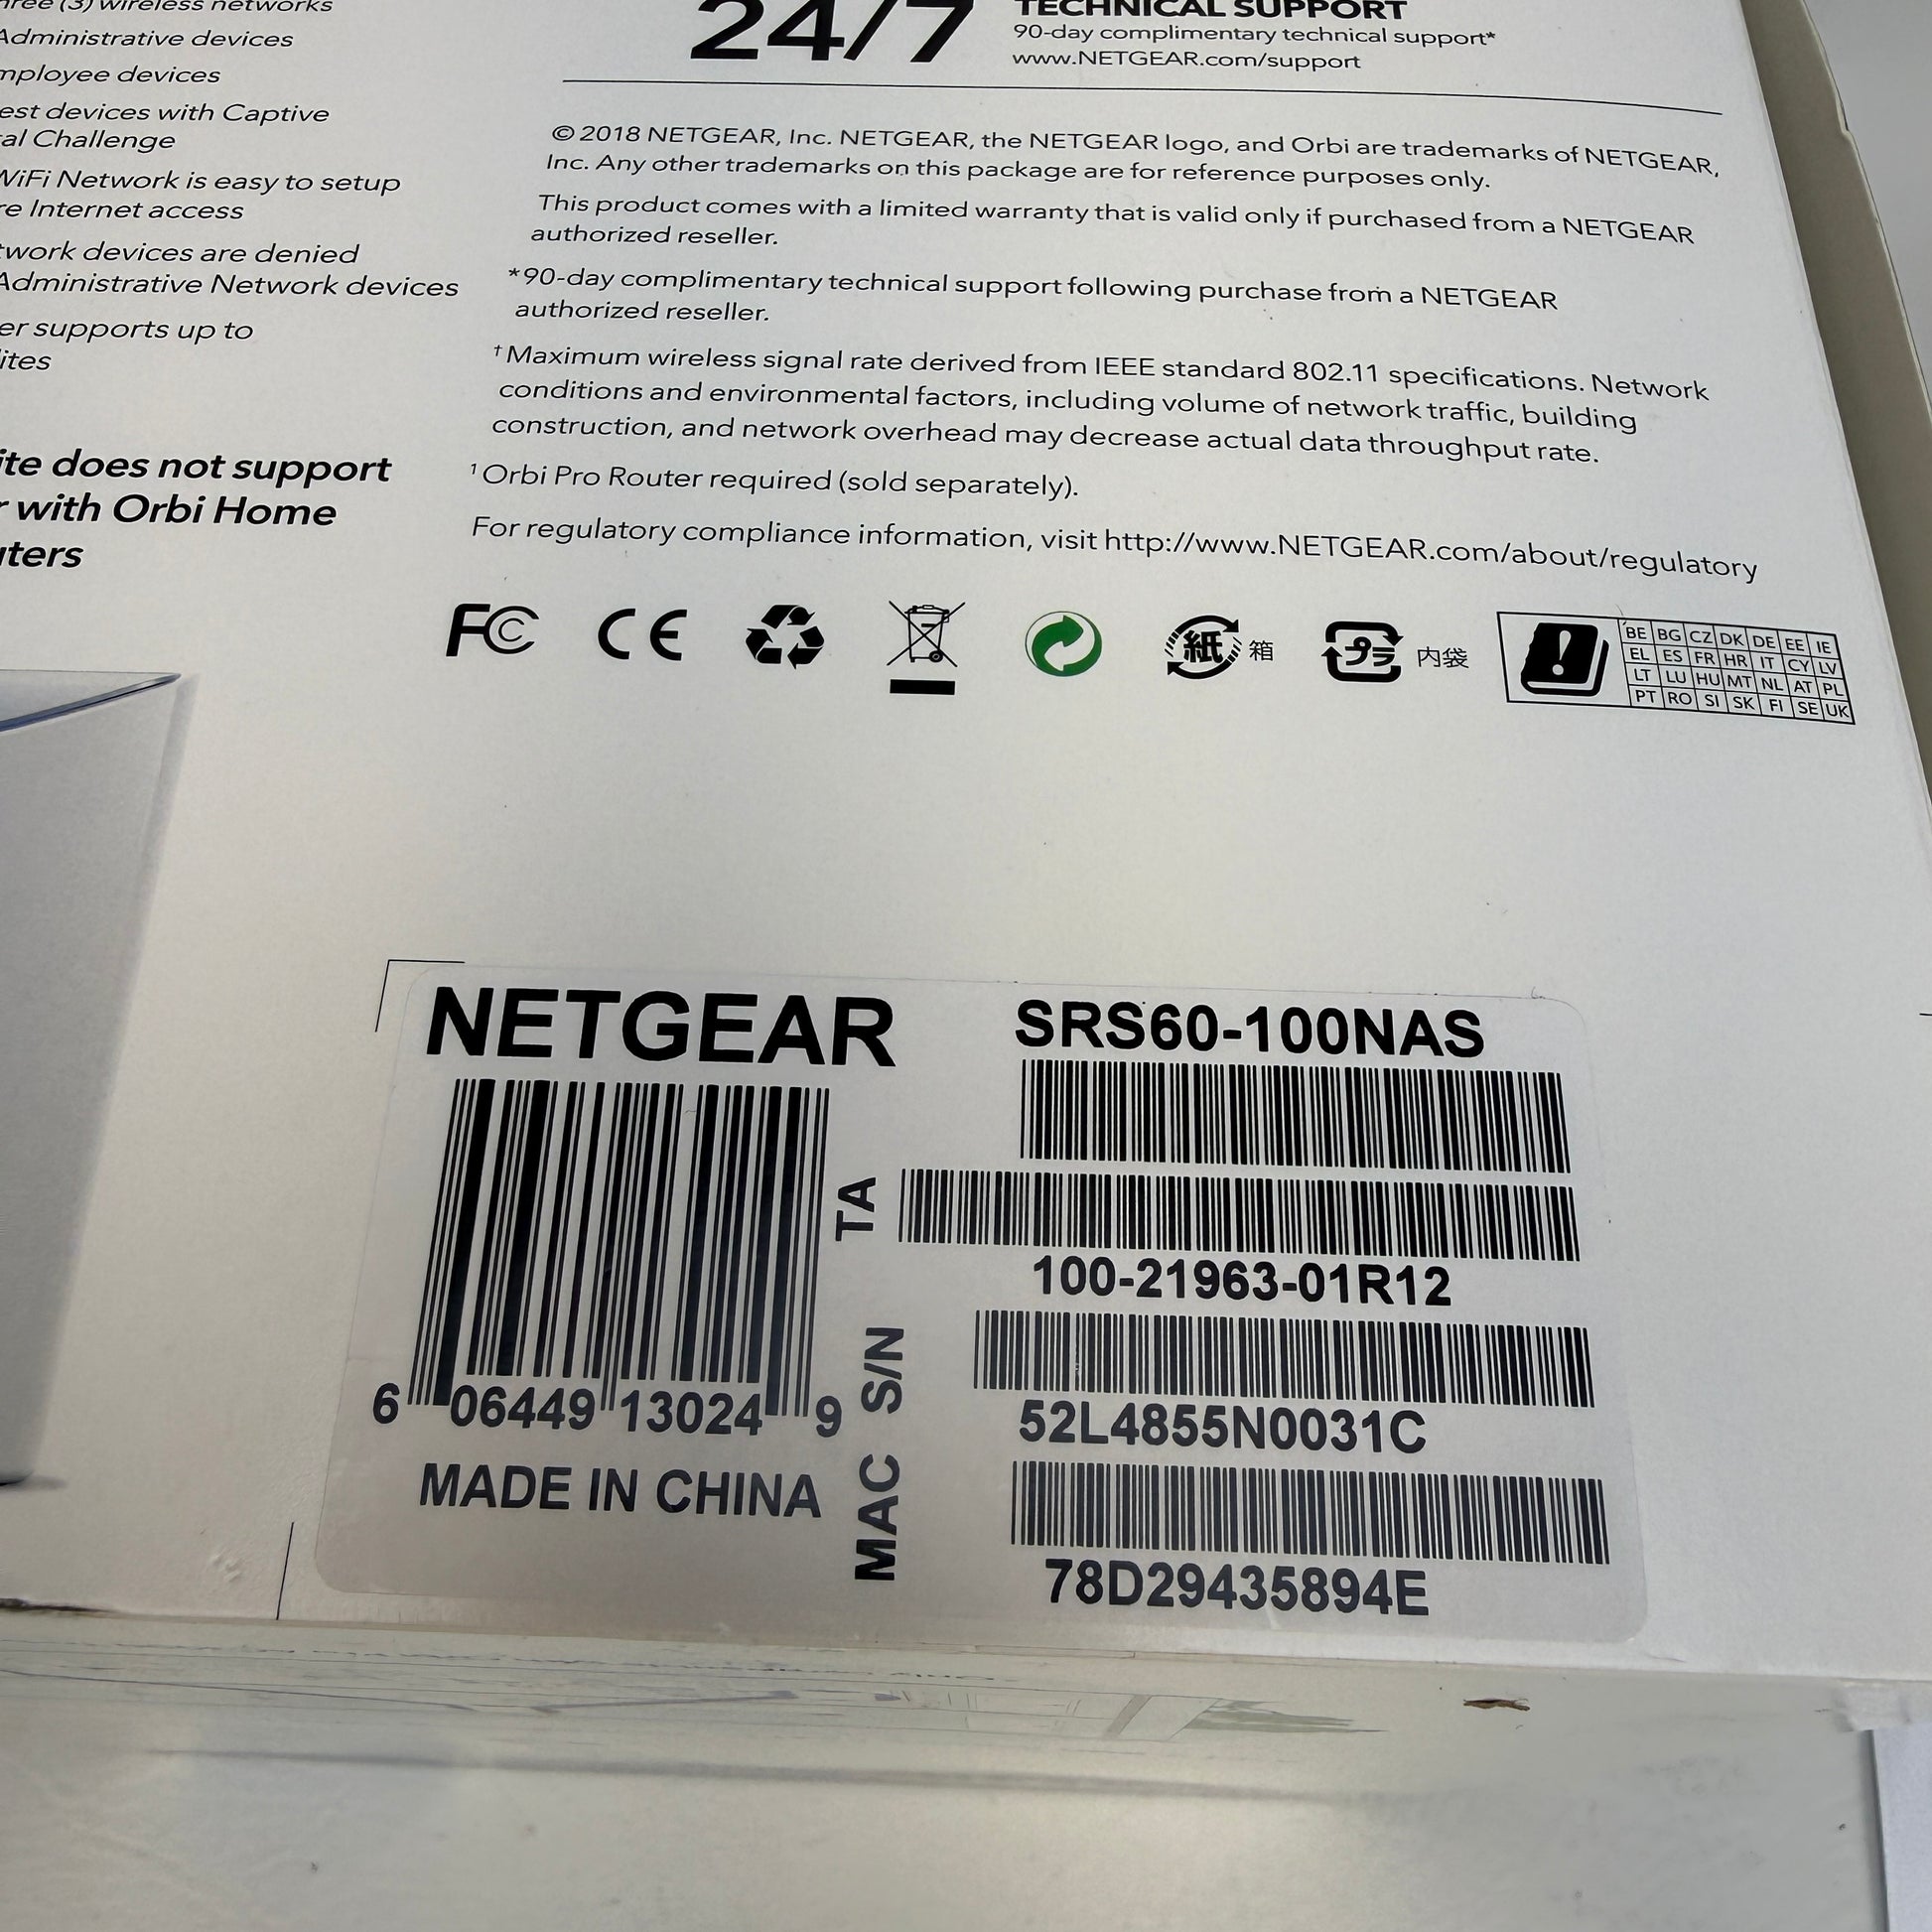 (3) wireless networks
Administrative devices
devices
devices with Captive
Challenge
WiFi Network is easy to setup
Internet access
devices are denied
Administrative Network devices
supports up to
does not support
with Orbi Home
24/7
TECHNICAL SUPPORT
90-day complimentary technical support*
www.NETGEAR.com/support
© 2018 NETGEAR, Inc. NETGEAR, the NETGEAR logo, and Orbi are trademarks of NETGEAR,
Inc. Any other trademarks on this package are for reference purposes only.
This product comes with a limited warranty that is valid only if purchased from a NETGEAR
authorized reseller.
*90-day complimentary technical support following purchase from a NETGEAR
authorized reseller.
†Maximum wireless signal rate derived from IEEE standard 802.11 specifications. Network
conditions and environmental factors, including volume of network traffic, building
construction, and network overhead may decrease actual data throughput rate.
¹Orbi Pro Router required (sold separately).
For regulatory compliance information, visit http://www.NETGEAR.com/about/regulatory
FC CE 紙 箱 プラ 内袋
BE BG CZ DK DE EE IE
EL ES FR HR IT CY LV
LT LU HU MT NL AT PL
PT RO SI SK FI SE UK
NETGEAR
6 06449 13024 9
MADE IN CHINA
SRS60-100NAS
TA
100-21963-01R12
S/N
52L4855N0031C
MAC
78D29435894E